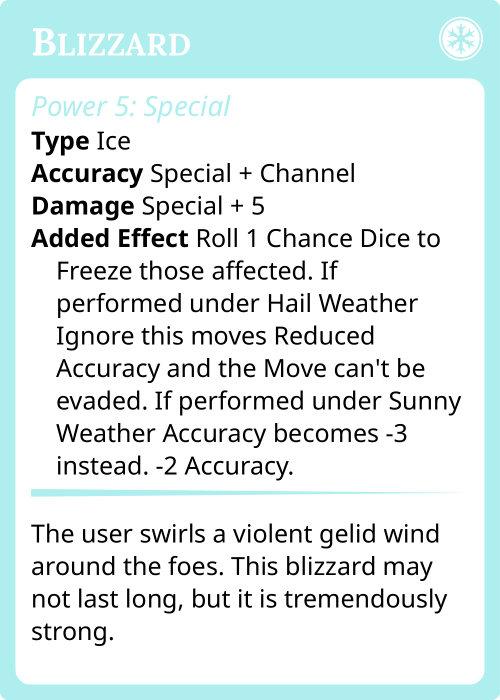 Blizzard
Power 5: Special
Type Ice
Accuracy Special + Channel
Damage Special + 5
Added Effect Roll 1 Chance Dice to
Freeze those affected. If
performed under Hail Weather
Ignore this moves Reduced
Accuracy and the Move can't be
evaded. If performed under Sunny
Weather Accuracy becomes -3
instead. -2 Accuracy.
The user swirls a violent gelid wind
around the foes. This blizzard may
not last long, but it is tremendously
strong.